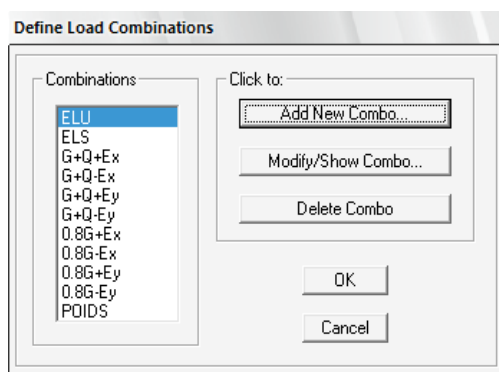 Define Load Combinations
Combinations
ELU
ELS
G+Q+Ex
G+Q-Ex
G+Q+Ey
G+Q-Ey
0.8G+Ex
0.8G-Ex
0.8G+Ey
0.8G-Ey
POIDS
Click to:
Add New Combo...
Modify/Show Combo...
Delete Combo
OK
Cancel